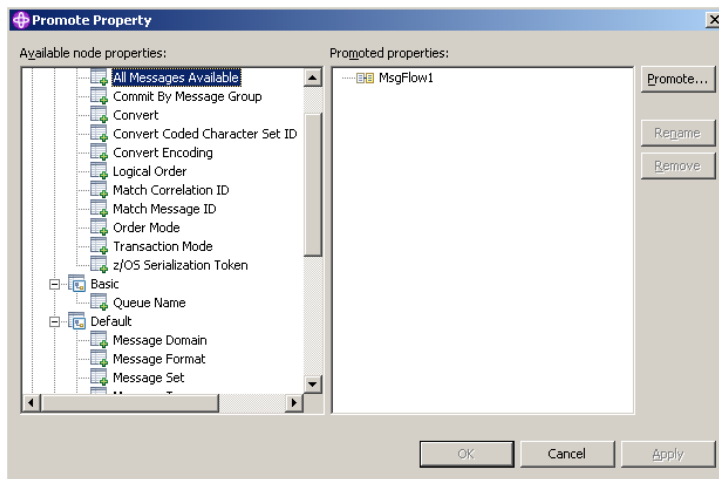 Promote Property
Available node properties:
Promoted properties:
All Messages Available
Commit By Message Group
Convert
Convert Coded Character Set ID
Convert Encoding
Logical Order
Match Correlation ID
Match Message ID
Order Mode
Transaction Mode
z/OS Serialization Token
Basic
Queue Name
Default
Message Domain
Message Format
Message Set
MsgFlow1
Promote...
Rename
Remove
OK
Cancel
Apply